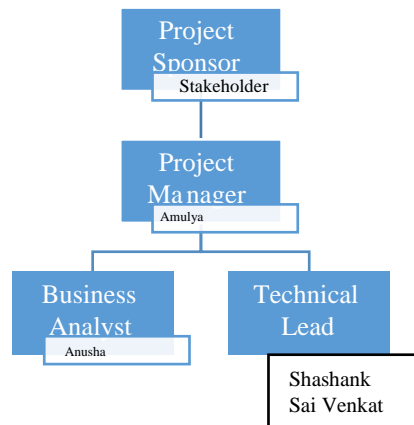 Project
Sponsor
Stakeholder
Project
Manager
Amulya
Business
Analyst
Anusha
Technical
Lead
Shashank
Sai Venkat